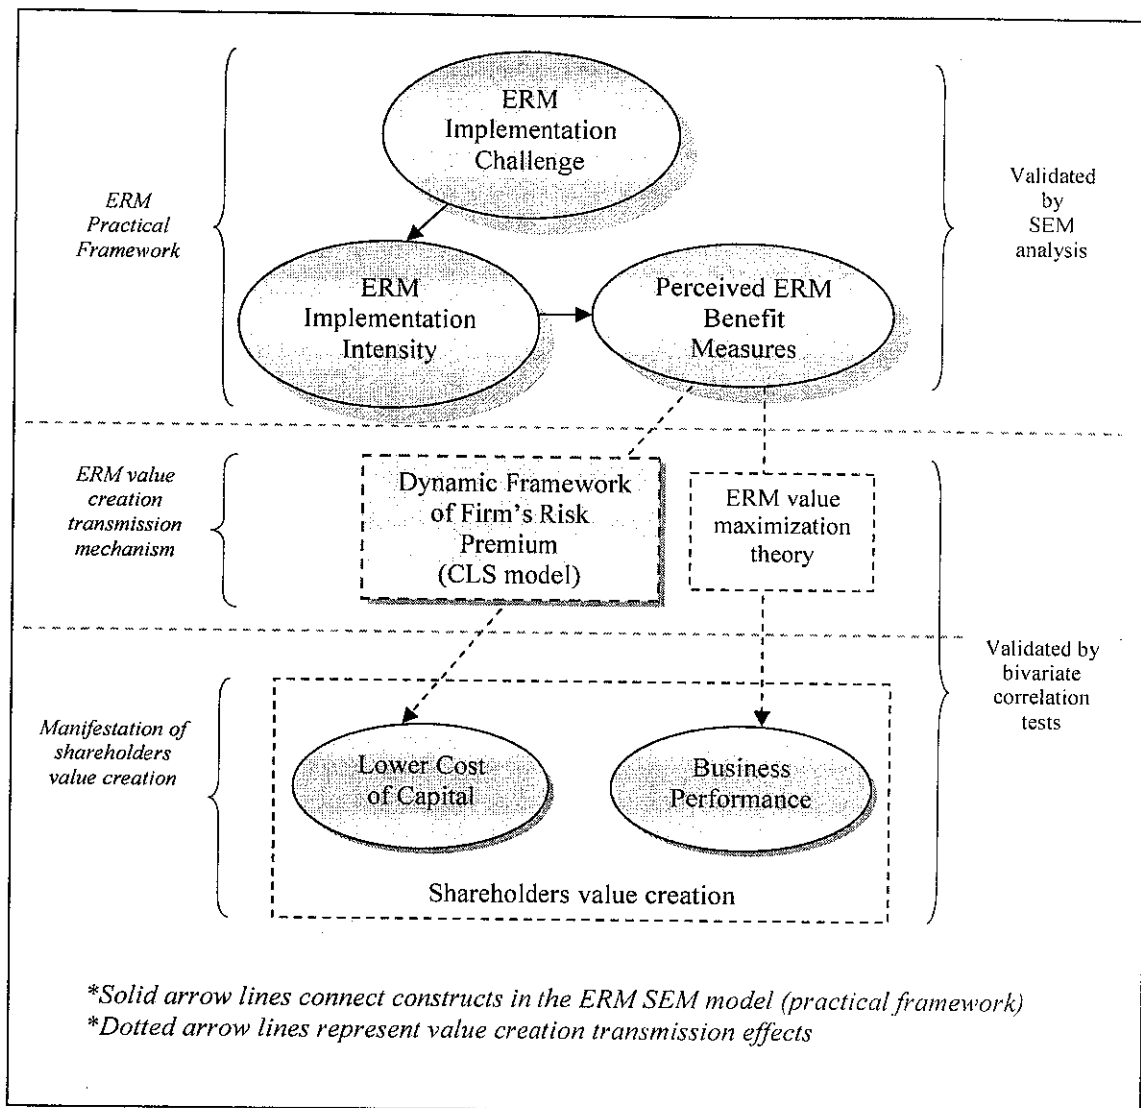 ERM
Implementation
Challenge
ERM
Practical
Framework
Validated
by
SEM
analysis
ERM
Implementation
Intensity
Perceived ERM
Benefit
Measures
ERM value
creation
transmission
mechanism
Dynamic Framework
of Firm's Risk
Premium
(CLS model)
ERM value
maximization
theory
Validated by
bivariate
correlation
tests
Manifestation of
shareholders
value creation
Lower Cost
of Capital
Business
Performance
Shareholders value creation
*Solid arrow lines connect constructs in the ERM SEM model (practical framework)
*Dotted arrow lines represent value creation transmission effects